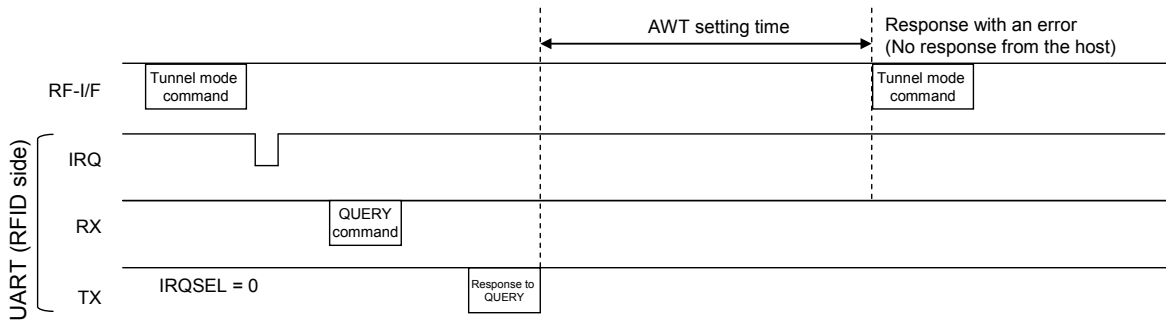 AWT setting time
Response with an error
(No response from the host)
RF-I/F
Tunnel mode
command
Tunnel mode
command
UART (RFID side)
IRQ
RX
QUERY
command
TX
IRQSEL = 0
Response to
QUERY